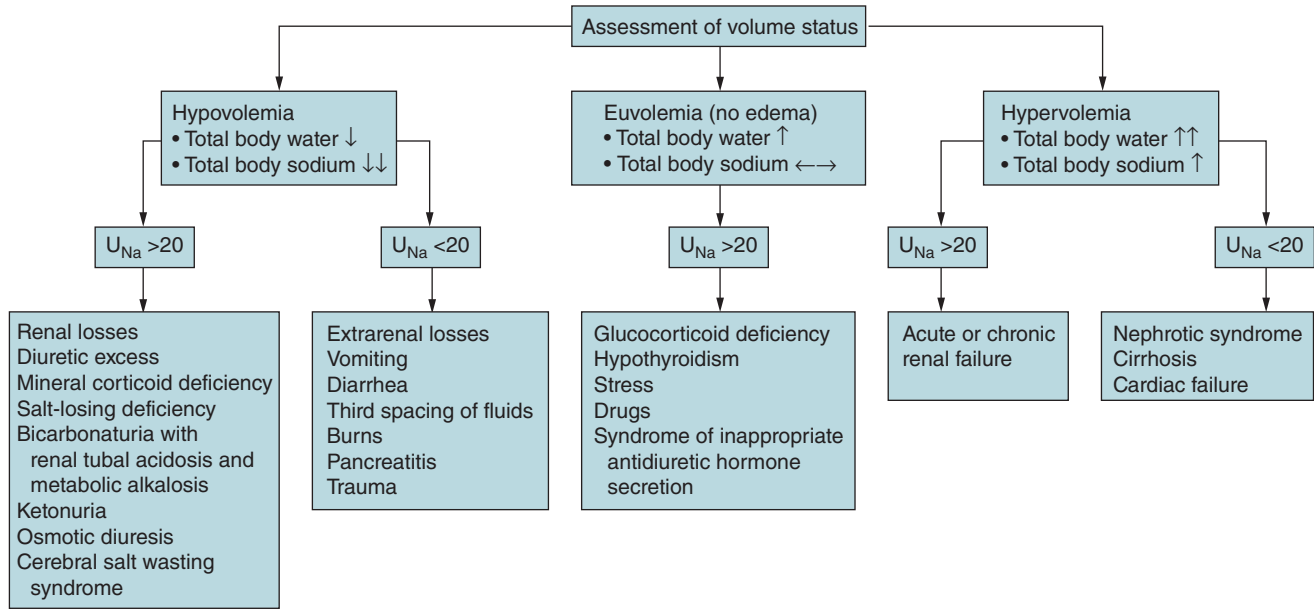 Assessment of volume status
Hypovolemia
• Total body water ↓
• Total body sodium ↓↓
Euvolemia (no edema)
• Total body water ↑
• Total body sodium ←→
Hypervolemia
• Total body water ↑↑
• Total body sodium ↑
UNa >20
UNa <20
UNa >20
UNa >20
UNa <20
Renal losses
Diuretic excess
Mineral corticoid deficiency
Salt-losing deficiency
Bicarbonaturia with
renal tubal acidosis and
metabolic alkalosis
Ketonuria
Osmotic diuresis
Cerebral salt wasting
syndrome
Extrarenal losses
Vomiting
Diarrhea
Third spacing of fluids
Burns
Pancreatitis
Trauma
Glucocorticoid deficiency
Hypothyroidism
Stress
Drugs
Syndrome of inappropriate
antidiuretic hormone
secretion
Acute or chronic
renal failure
Nephrotic syndrome
Cirrhosis
Cardiac failure